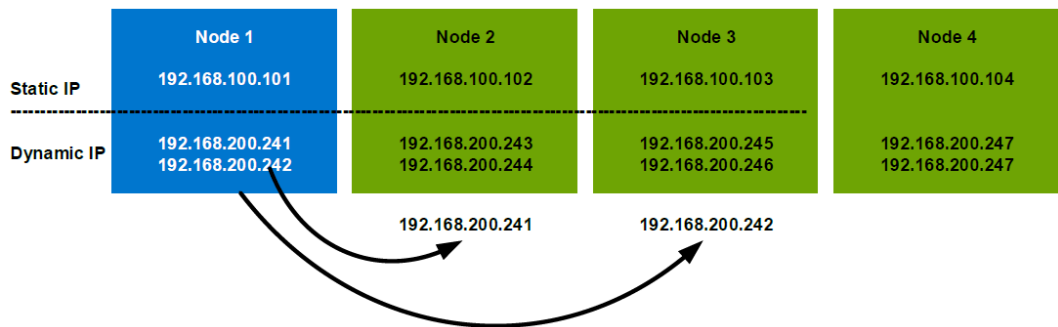 Node 1 Node 2 Node 3 Node 4
192.168.100.101 192.168.100.102 192.168.100.103 192.168.100.104
Static IP
Dynamic IP
192.168.200.241 192.168.200.243 192.168.200.245 192.168.200.247
192.168.200.242 192.168.200.244 192.168.200.246 192.168.200.247
192.168.200.241 192.168.200.242